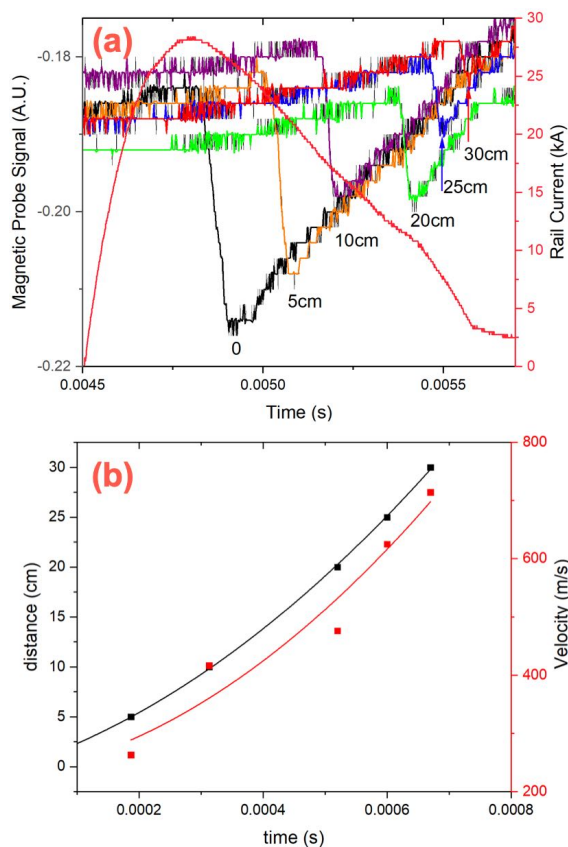 (a)
Magnetic Probe Signal (A.U.)
-0.18
-0.20
-0.22
30
25
20
15
10
5
0
Rail Current (kA)
30cm
25cm
20cm
10cm
5cm
0
0.0045 0.0050 0.0055
Time (s)
(b)
distance (cm)
30
25
20
15
10
5
0
800
600
400
200
Velocity (m/s)
0.0002 0.0004 0.0006 0.0008
time (s)